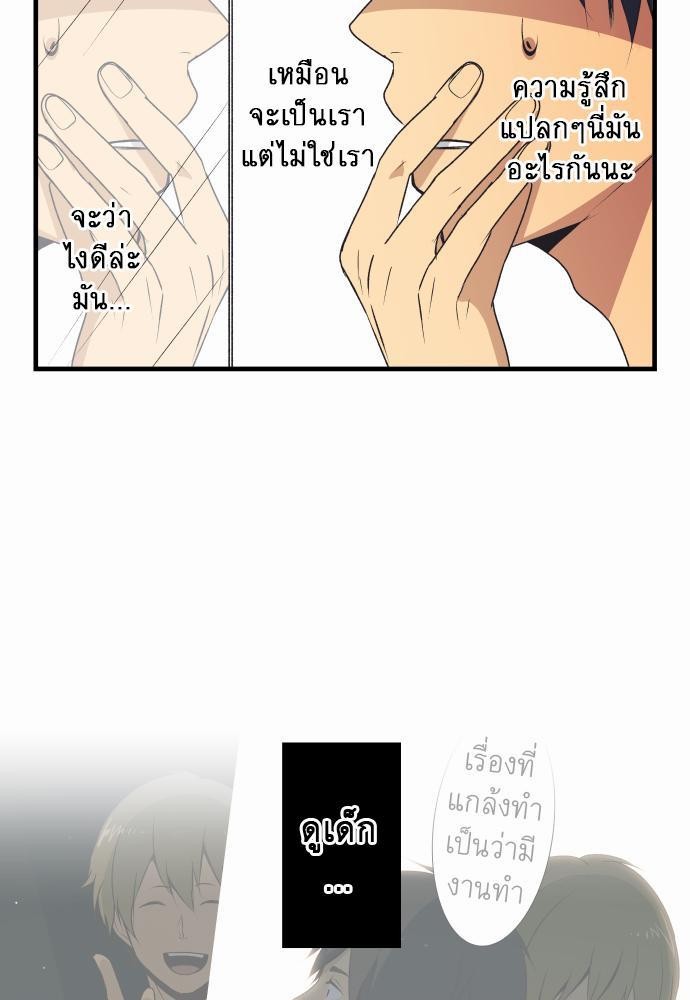 ความรู้สึก
แปลกๆนี่มัน
อะไรกันนะ
เหมือน
จะเป็นเรา
แต่ไม่ใช่เรา
จะว่า
ไงดีล่ะ
มัน...
เรื่องที่
แกล้งทำ
เป็นว่ามี
งานทำ
ดูเด็ก
...